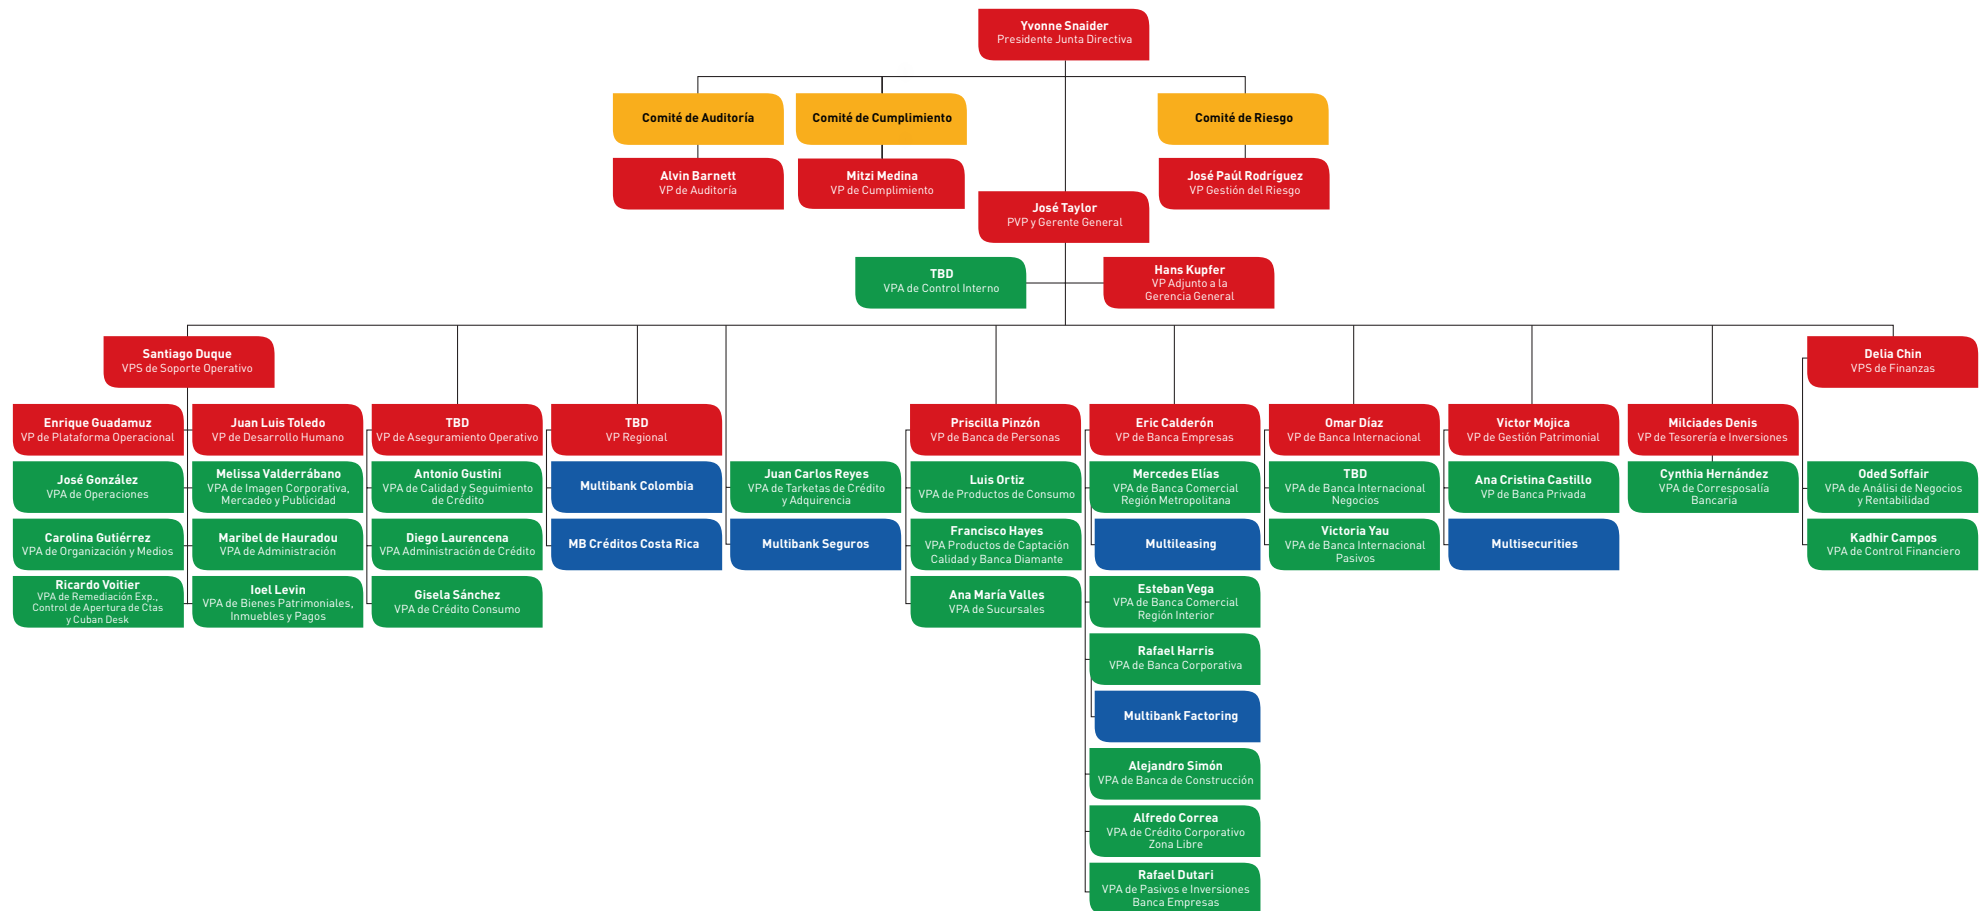 Yvonne Snaider
Presidente Junta Directiva
Comité de Auditoría
Comité de Cumplimiento
Comité de Riesgo
Alvin Barnett
VP de Auditoría
Mitzi Medina
VP de Cumplimiento
José Paúl Rodríguez
VP Gestión del Riesgo
José Taylor
PVP y Gerente General
TBD
VPA de Control Interno
Hans Kupfer
VP Adjunto a la
Gerencia General
Santiago Duque
VPS de Soporte Operativo
Delia Chin
VPS de Finanzas
Enrique Guadamuz
VP de Plataforma Operacional
José González
VPA de Operaciones
Carolina Gutiérrez
VPA de Organización y Medios
Ricardo Voitier
VPA de Remediación Exp.,
Control de Apertura de Ctas
y Cuban Desk
Juan Luis Toledo
VP de Desarrollo Humano
Melissa Valderrábano
VPA de Imagen Corporativa,
Mercadeo y Publicidad
Maribel de Hauradou
VPA de Administración
Ioel Levin
VPA de Bienes Patrimoniales,
Inmuebles y Pagos
TBD
VP de Aseguramiento Operativo
Antonio Gustini
VPA de Calidad y Seguimiento
de Crédito
Diego Laurencena
VPA Administración de Crédito
Gisela Sánchez
VPA de Crédito Consumo
TBD
VP Regional
Multibank Colombia
MB Créditos Costa Rica
Juan Carlos Reyes
VPA de Tarketas de Crédito
y Adquirencia
Multibank Seguros
Priscilla Pinzón
VP de Banca de Personas
Luis Ortiz
VPA de Productos de Consumo
Francisco Hayes
VPA Productos de Captación
Calidad y Banca Diamante
Ana María Valles
VPA de Sucursales
Eric Calderón
VP de Banca Empresas
Mercedes Elías
VPA de Banca Comercial
Región Metropolitana
Multileasing
Esteban Vega
VPA de Banca Comercial
Región Interior
Rafael Harris
VPA de Banca Corporativa
Multibank Factoring
Alejandro Simón
VPA de Banca de Construcción
Alfredo Correa
VPA de Crédito Corporativo
Zona Libre
Rafael Dutari
VPA de Pasivos e Inversiones
Banca Empresas
Omar Díaz
VP de Banca Internacional
TBD
VPA de Banca Internacional
Negocios
Victoria Yau
VPA de Banca Internacional
Pasivos
Victor Mojica
VP de Gestión Patrimonial
Ana Cristina Castillo
VP de Banca Privada
Multisecurities
Milciades Denis
VP de Tesorería e Inversiones
Cynthia Hernández
VPA de Corresposalía
Bancaria
Oded Soffair
VPA de Análisi de Negocios
y Rentabilidad
Kadhir Campos
VPA de Control Financiero